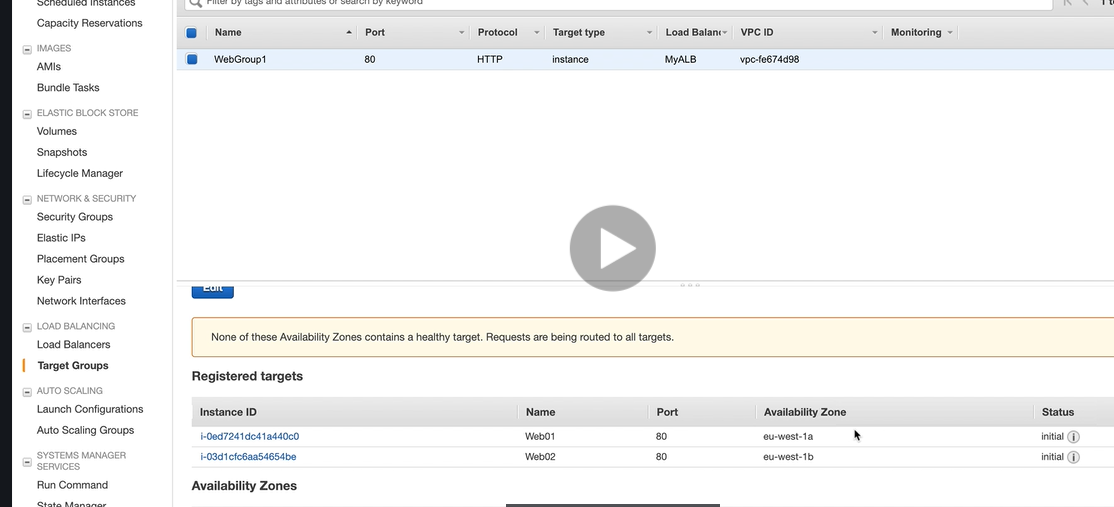 Scheduled Instances
Capacity Reservations
IMAGES
AMIs
Bundle Tasks
ELASTIC BLOCK STORE
Volumes
Snapshots
Lifecycle Manager
NETWORK & SECURITY
Security Groups
Elastic IPs
Placement Groups
Key Pairs
Network Interfaces
LOAD BALANCING
Load Balancers
Target Groups
AUTO SCALING
Launch Configurations
Auto Scaling Groups
SYSTEMS MANAGER
SERVICES
Run Command
State Manager
Filter by tags and attributes or search by keyword
Name Port Protocol Target type Load Balanc VPC ID Monitoring
WebGroup1 80 HTTP instance MyALB vpc-fe674d98
Edit
None of these Availability Zones contains a healthy target. Requests are being routed to all targets.
Registered targets
Instance ID Name Port Availability Zone Status
i-0ed7241dc41a440c0 Web01 80 eu-west-1a initial
i-03d1cfc6aa54654be Web02 80 eu-west-1b initial
Availability Zones